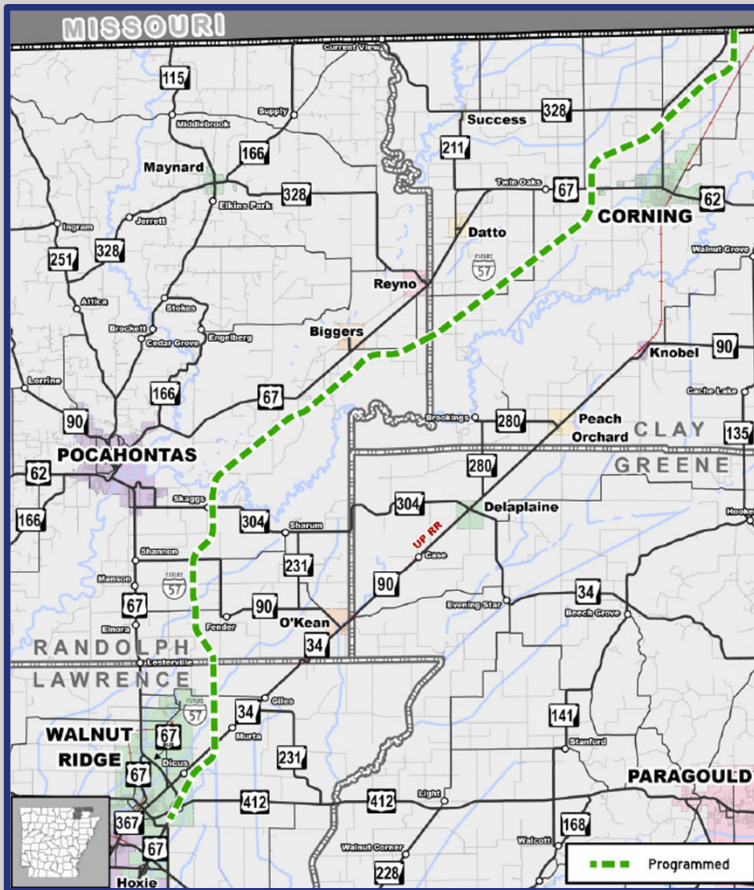 MISSOURI
Current View
115
Supply
Middlebrook
Success
328
166
211
Maynard
Twin Oaks
67
328
62
Elkins Park
CORNING
Jerrett
Ingram
Datto
328
Walnut Grove
251
FUTURE
57
Reyno
Attica
Stokes
Brockett
Engelberg
Biggers
Cedar Grove
Knobel
90
Lorrine
166
67
Cache Lake
90
Brookings
280
Peach
Orchard
135
CLAY
POCAHONTAS
GREENE
62
280
Skaggs
304
Delaplaine
166
304
Sharum
Hooker
UP RR
Shannon
231
Case
FUTURE
57
Manson
90
34
67
90
Evening Star
Beech Grove
Fender
O'Kean
Elnora
34
RANDOLPH
Lesterville
LAWRENCE
Giles
FUTURE
57
34
141
67
Murta
WALNUT
RIDGE
Stanford
231
67
Dicus
PARAGOULD
Light
412
412
367
168
67
Walnut Corner
Walcott
228
Hoxie
Programmed